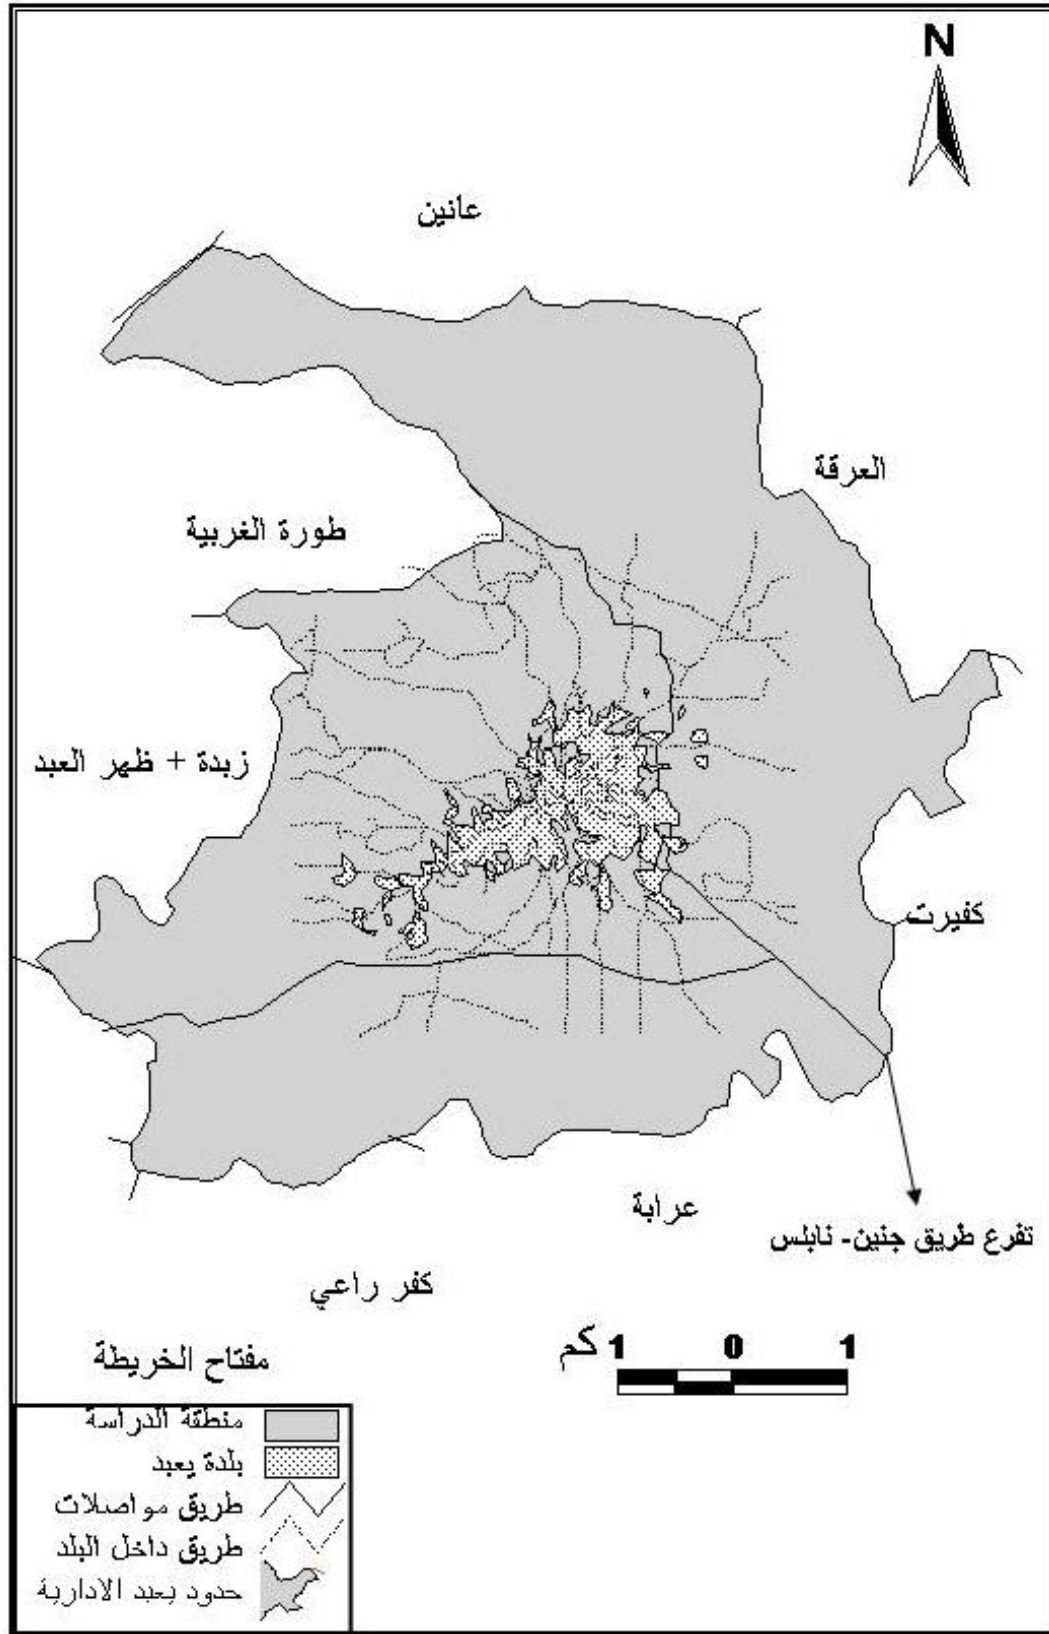 N
عانين
العرقة
طورة الغربية
زبدة + ظهر العبد
كفيرت
عرابة
تفرع طريق جنين- نابلس
كفر راعي
1 0 1 كم
مفتاح الخريطة
منطقة الدراسة
بلدة يعبد
طريق مواصلات
طريق داخل البلد
حدود يعبد الادارية